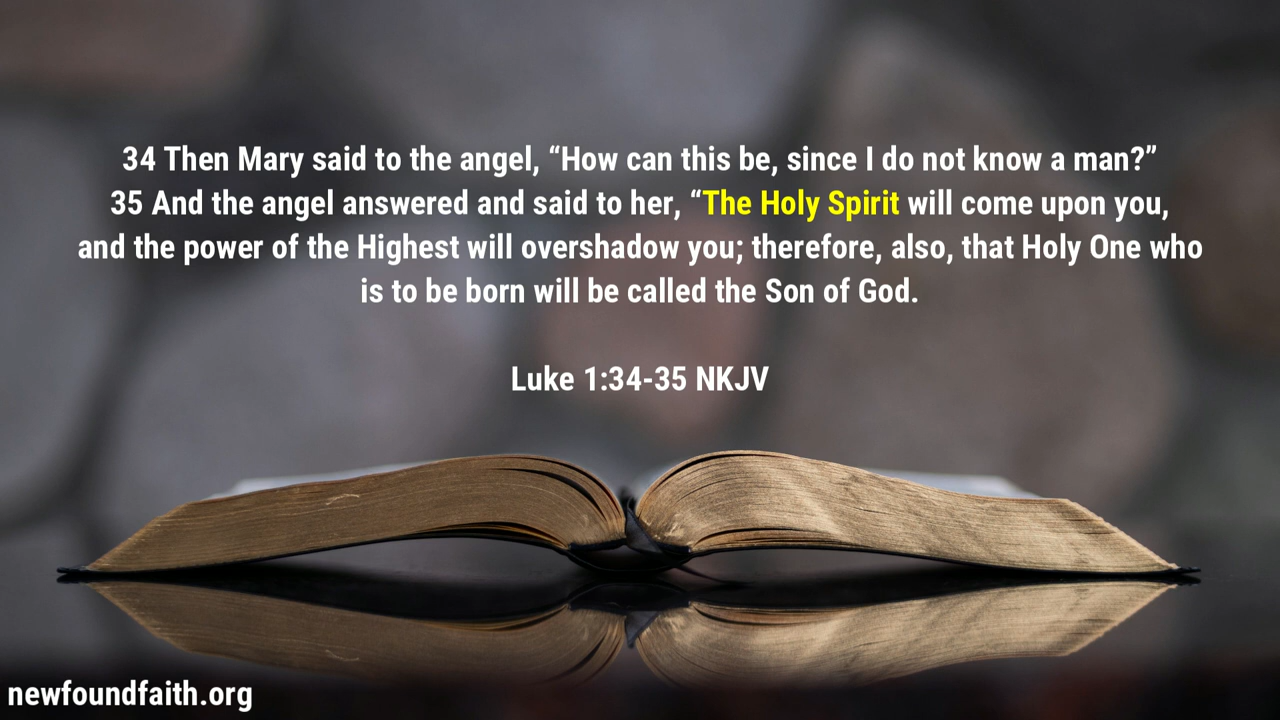 34 Then Mary said to the angel, “How can this be, since I do not know a man?”
35 And the angel answered and said to her, “The Holy Spirit will come upon you,
and the power of the Highest will overshadow you; therefore, also, that Holy One who
is to be born will be called the Son of God.
Luke 1:34-35 NKJV
newfoundfaith.org